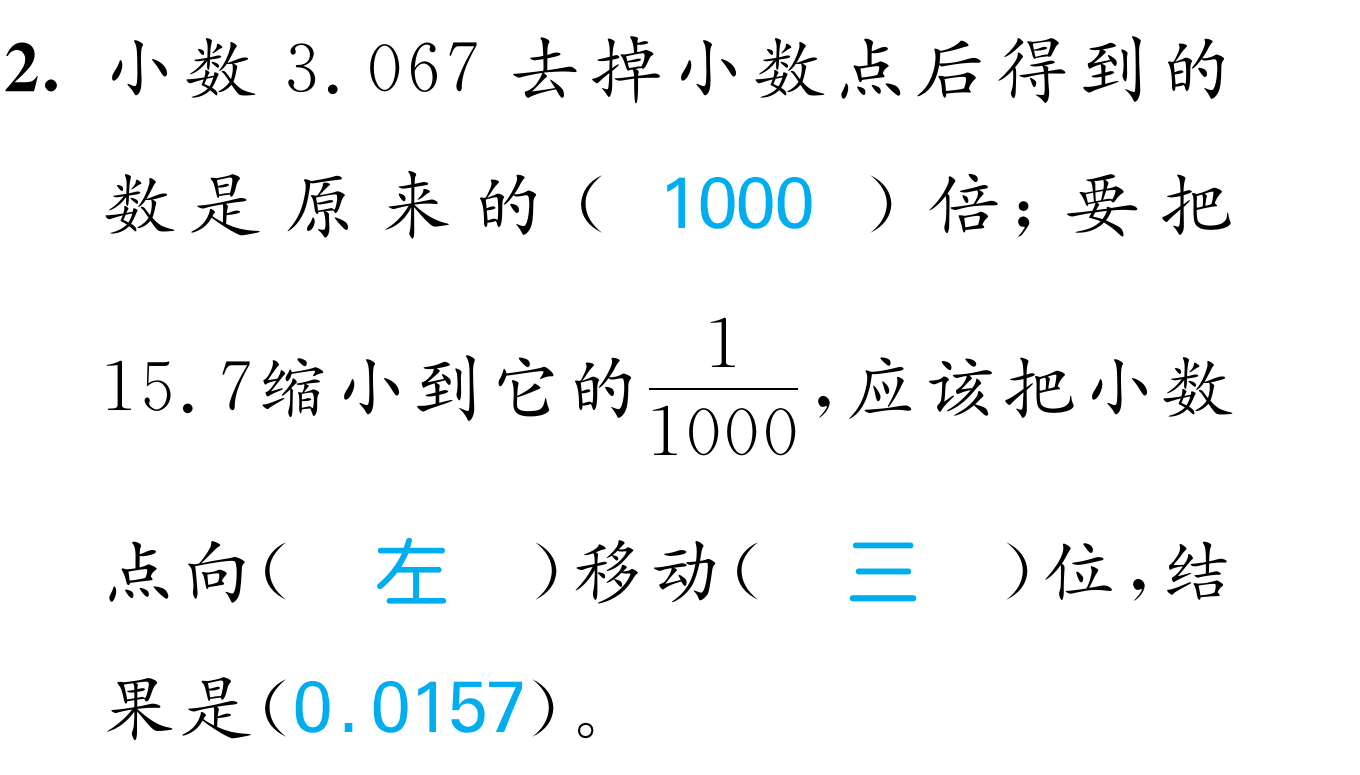 2. 小数 3.067 去掉小数点后得到的
数是原来的( 1000 )倍;要把
15.7缩小到它的\frac{1}{1000},应该把小数
点向( 左 )移动( 三 )位,结
果是(0.0157)。